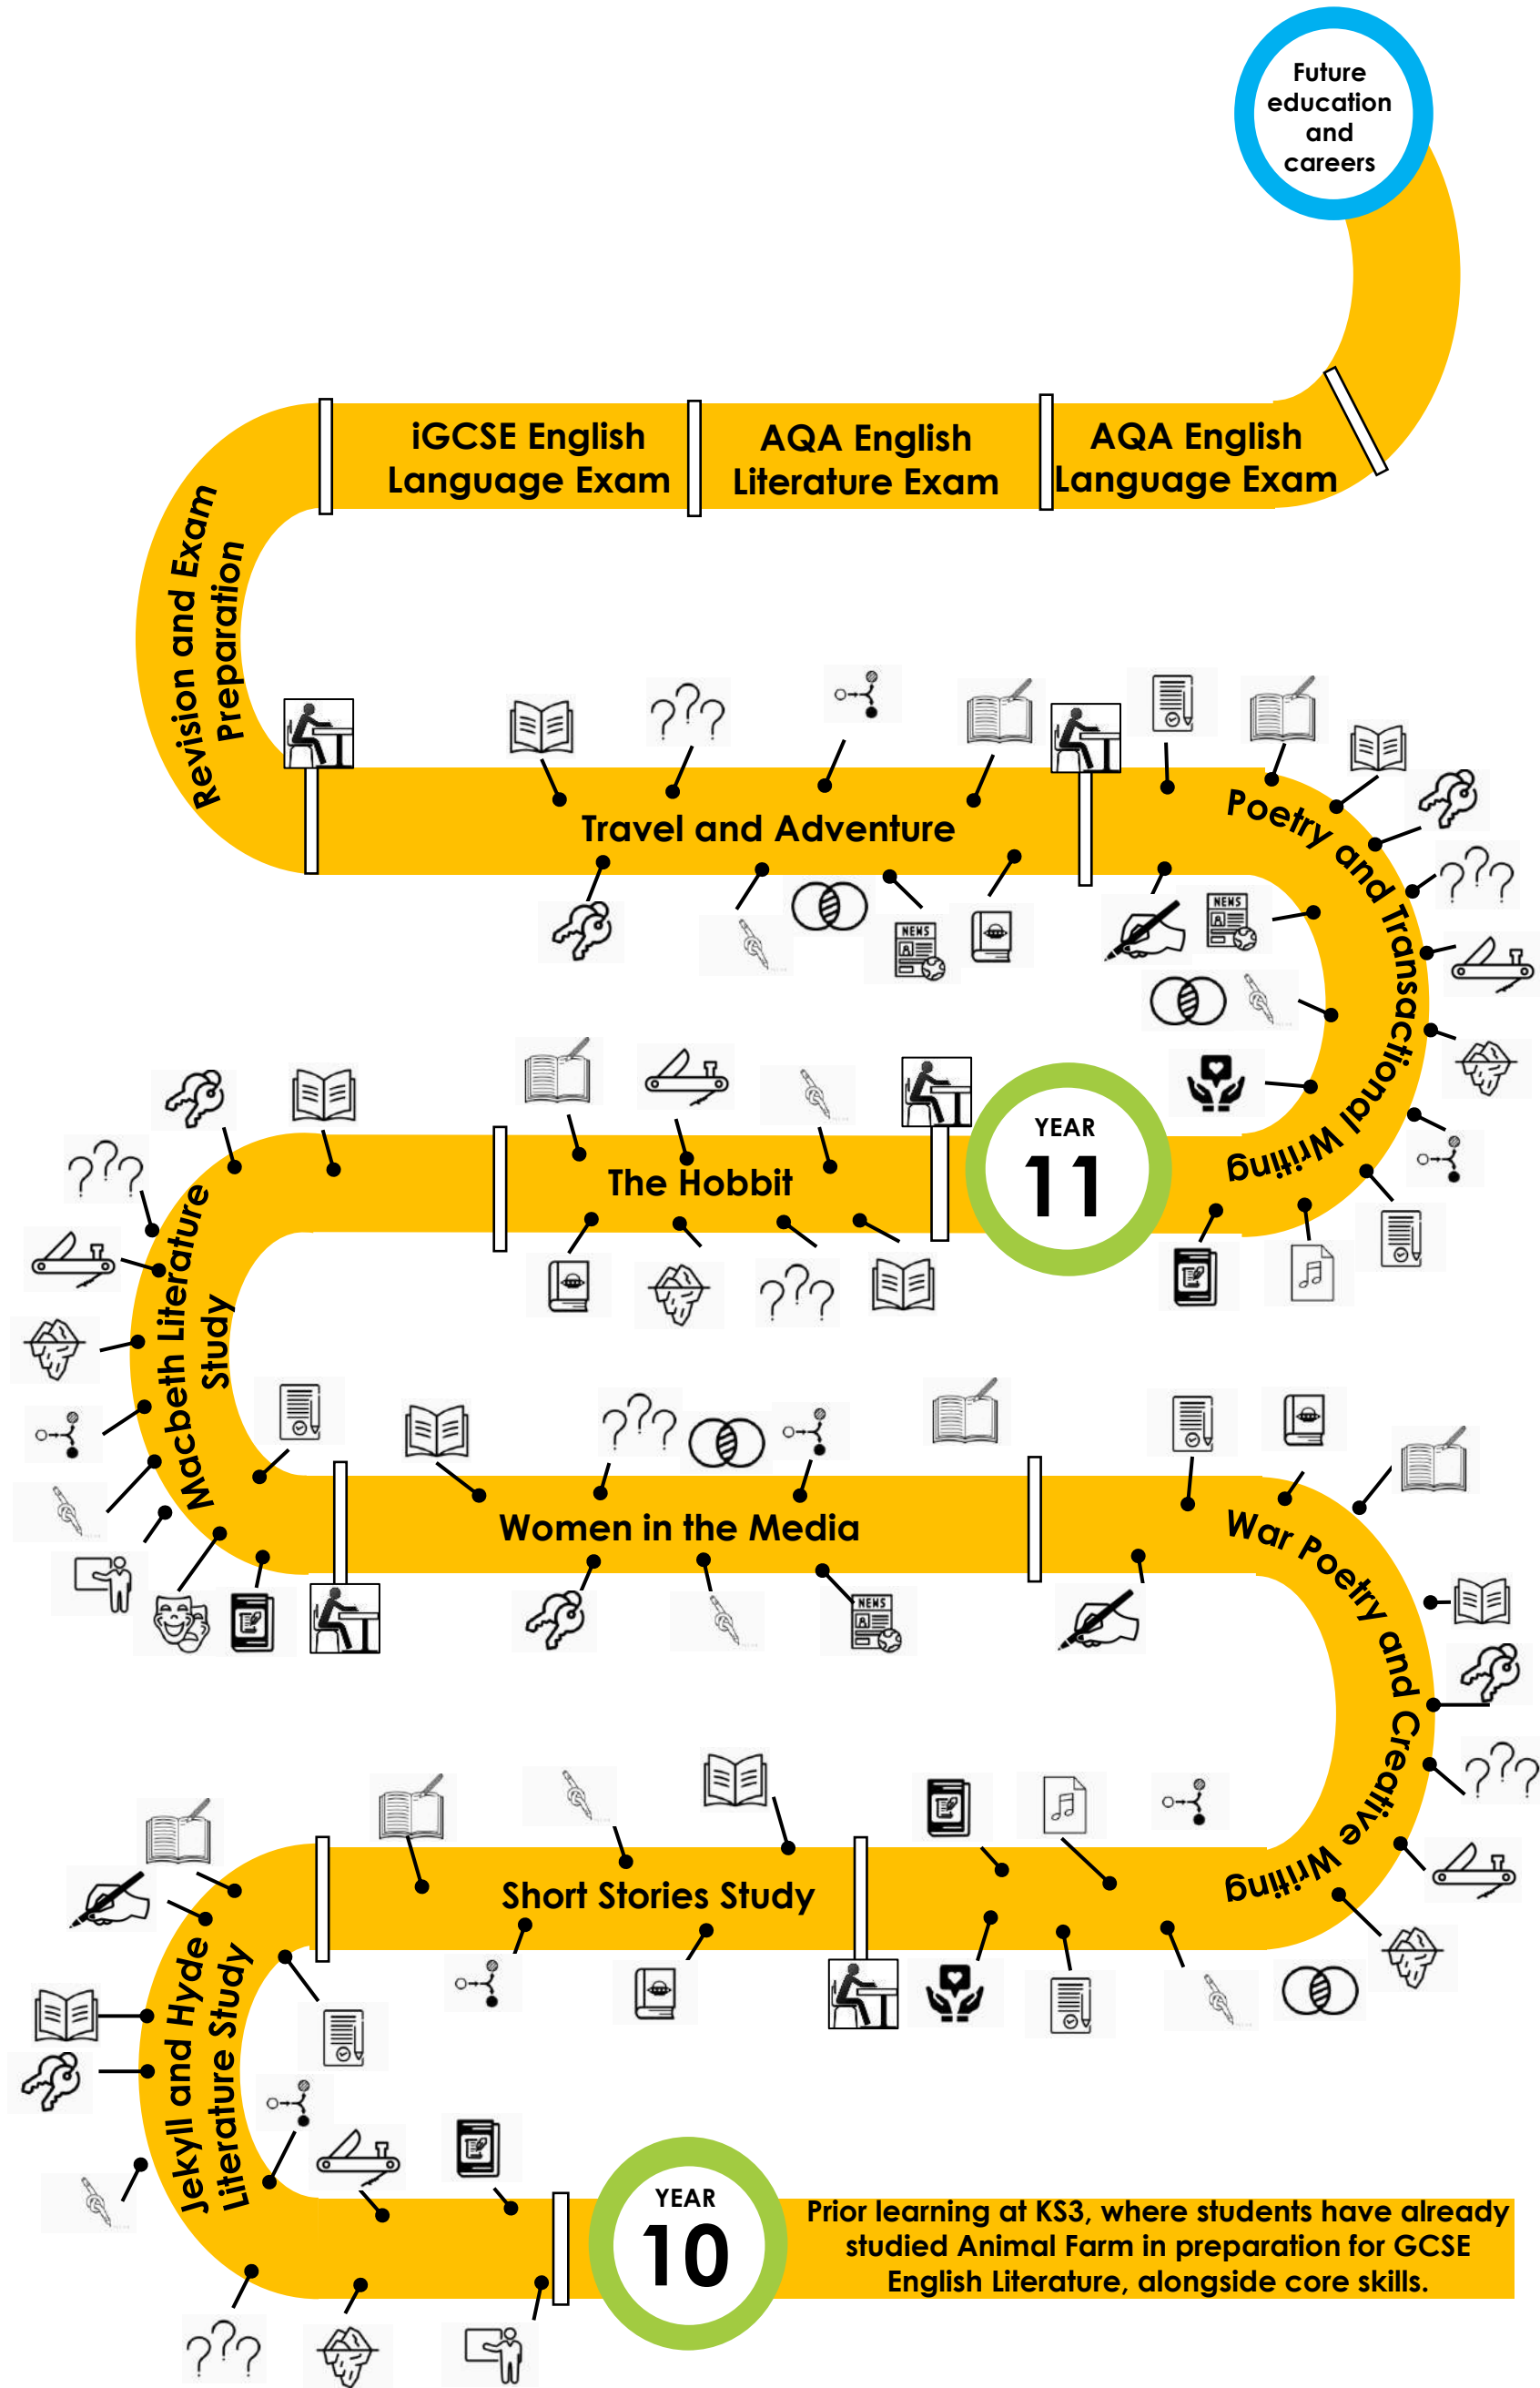 Future
education
and
careers
iGCSE English
Language Exam
AQA English
Literature Exam
AQA English
Language Exam
Revision and Exam
Preparation
Travel and Adventure
NEWS
Poetry and Transactional Writing
NEWS
YEAR
11
The Hobbit
Macbeth Literature
Study
Women in the Media
NEWS
War Poetry and Creative Writing
Short Stories Study
Jekyll and Hyde
Literature Study
YEAR
10
Prior learning at KS3, where students have already
studied Animal Farm in preparation for GCSE
English Literature, alongside core skills.